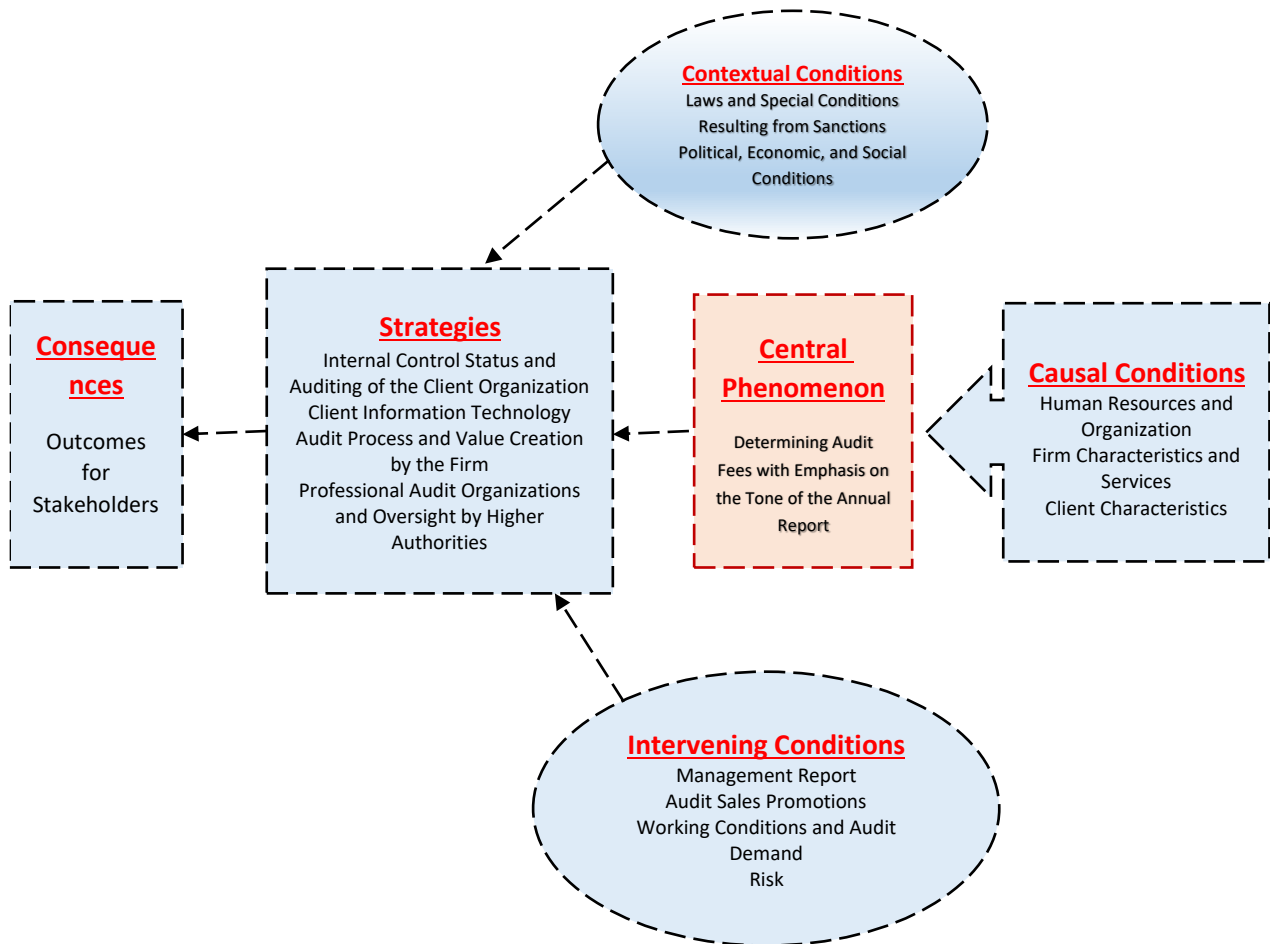 Contextual Conditions
Laws and Special Conditions
Resulting from Sanctions
Political, Economic, and Social
Conditions
Conseque
nces
Outcomes
for
Stakeholders
Strategies
Internal Control Status and
Auditing of the Client Organization
Client Information Technology
Audit Process and Value Creation
by the Firm
Professional Audit Organizations
and Oversight by Higher
Authorities
Central
Phenomenon
Determining Audit
Fees with Emphasis on
the Tone of the Annual
Report
Causal Conditions
Human Resources and
Organization
Firm Characteristics and
Services
Client Characteristics
Intervening Conditions
Management Report
Audit Sales Promotions
Working Conditions and Audit
Demand
Risk